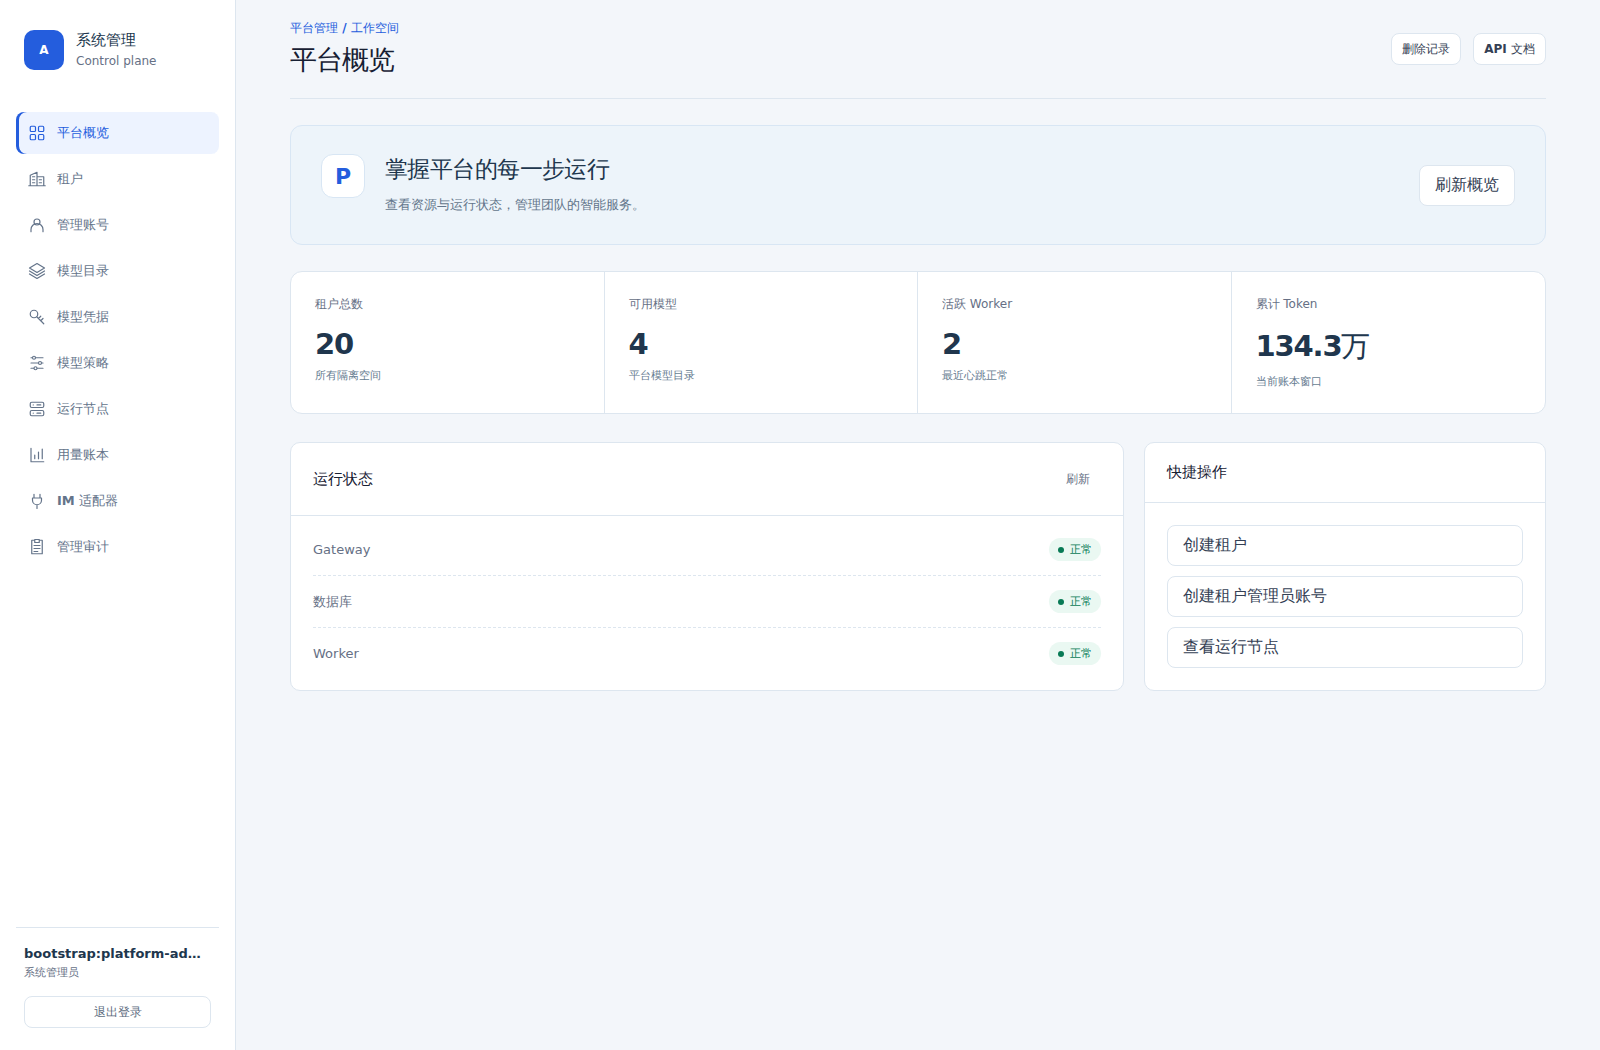 A
系统管理
Control plane
平台概览
租户
管理账号
模型目录
模型凭据
模型策略
运行节点
用量账本
IM 适配器
管理审计
bootstrap:platform-ad...
系统管理员
退出登录
平台管理 / 工作空间
平台概览
删除记录
API 文档
P
掌握平台的每一步运行
查看资源与运行状态，管理团队的智能服务。
刷新概览
租户总数
20
所有隔离空间
可用模型
4
平台模型目录
活跃 Worker
2
最近心跳正常
累计 Token
134.3万
当前账本窗口
运行状态
刷新
Gateway
正常
数据库
正常
Worker
正常
快捷操作
创建租户
创建租户管理员账号
查看运行节点